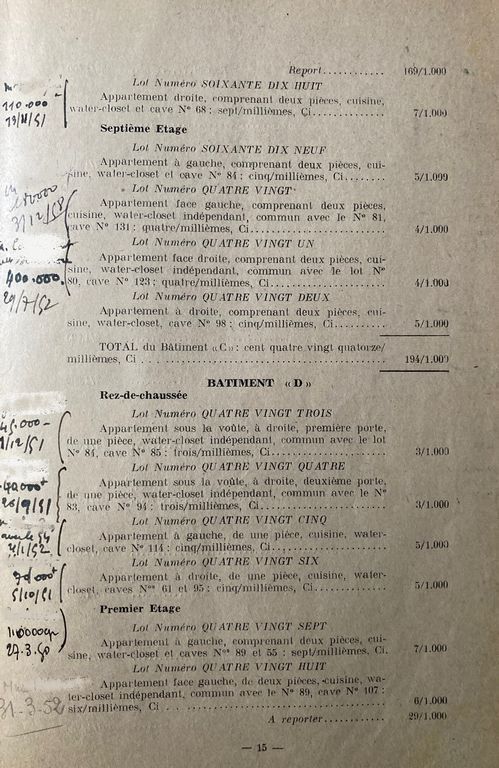 Report............ 169/1.000
Lot Numéro SOIXANTE DIX HUIT
110.000
Appartement droite, comprenant deux pièces, cuisine,
water-closet et cave N° 68 : sept/millièmes, Ci.............. 7/1.000
Septième Etage
Lot Numéro SOIXANTE DIX NEUF
Appartement à gauche, comprenant deux pièces, cui-
sine, water-closet et cave N° 84 : cinq/millièmes, Ci........ 5/1.000
Lot Numéro QUATRE VINGT
Appartement face gauche, comprenant deux pièces,
cuisine, water-closet indépendant, commun avec le N° 81,
cave N° 131 : quatre/millièmes, Ci.................... 4/1.000
Lot Numéro QUATRE VINGT UN
Appartement face droite, comprenant deux pièces, cui-
sine, water-closet indépendant, commun avec le lot N°
400.000.
80, cave N° 123 : quatre/millièmes, Ci.................. 4/1.000
29/7/52
Lot Numéro QUATRE VINGT DEUX
Appartement à droite, comprenant deux pièces, cui-
sine, water-closet, cave N° 98 : cinq/millièmes, Ci.......... 5/1.000
TOTAL du Bâtiment «C» : cent quatre vingt quatorze/
millièmes, Ci .............................. 194/1.000
BATIMENT «D»
Rez-de-chaussée
Lot Numéro QUATRE VINGT TROIS
Appartement sous la voûte, à droite, première porte,
de une pièce, water-closet indépendant, commun avec le lot
N° 84, cave N° 85 : trois/millièmes, Ci.................. 3/1.000
Lot Numéro QUATRE VINGT QUATRE
Appartement sous la voûte, à droite, deuxième porte,
de une pièce, water-closet indépendant, commun avec le N°
83, cave N° 94 : trois/millièmes, Ci.................... 3/1.000
Lot Numéro QUATRE VINGT CINQ
Appartement à gauche, de une pièce, cuisine, water-
closet, cave N° 114 : cinq/millièmes, Ci.................. 5/1.000
Lot Numéro QUATRE VINGT SIX
Appartement à droite, de une pièce, cuisine, water-
5/10/51
closet, caves N°s 61 et 95 : cinq/millièmes, Ci............ 5/1.000
Premier Etage
Lot Numéro QUATRE VINGT SEPT
Appartement à gauche, comprenant deux pièces, cui-
27.3.50
sine, water-closet et caves N°s 89 et 55 : sept/millièmes, Ci. 7/1.000
Lot Numéro QUATRE VINGT HUIT
Appartement face gauche, de deux pièces, cuisine, wa-
ter-closet indépendant, commun avec le N° 89, cave N° 107 :
31-3-52
six/millièmes, Ci ............................ 6/1.000
A reporter............ 29/1.000
— 15 —